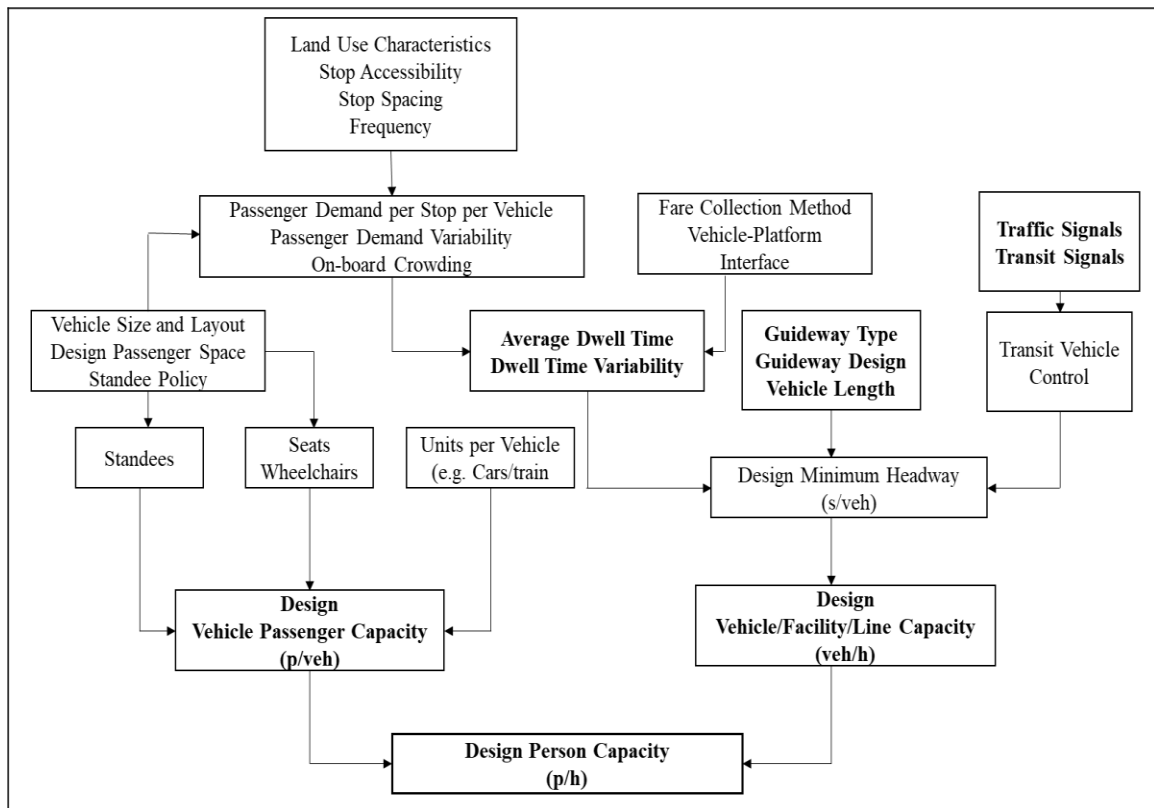 Land Use Characteristics
Stop Accessibility
Stop Spacing
Frequency
Passenger Demand per Stop per Vehicle
Passenger Demand Variability
On-board Crowding
Fare Collection Method
Vehicle-Platform
Interface
Traffic Signals
Transit Signals
Vehicle Size and Layout
Design Passenger Space
Standee Policy
Average Dwell Time
Dwell Time Variability
Guideway Type
Guideway Design
Vehicle Length
Transit Vehicle
Control
Standees
Seats
Wheelchairs
Units per Vehicle
(e.g. Cars/train
Design Minimum Headway
(s/veh)
Design
Vehicle Passenger Capacity
(p/veh)
Design
Vehicle/Facility/Line Capacity
(veh/h)
Design Person Capacity
(p/h)